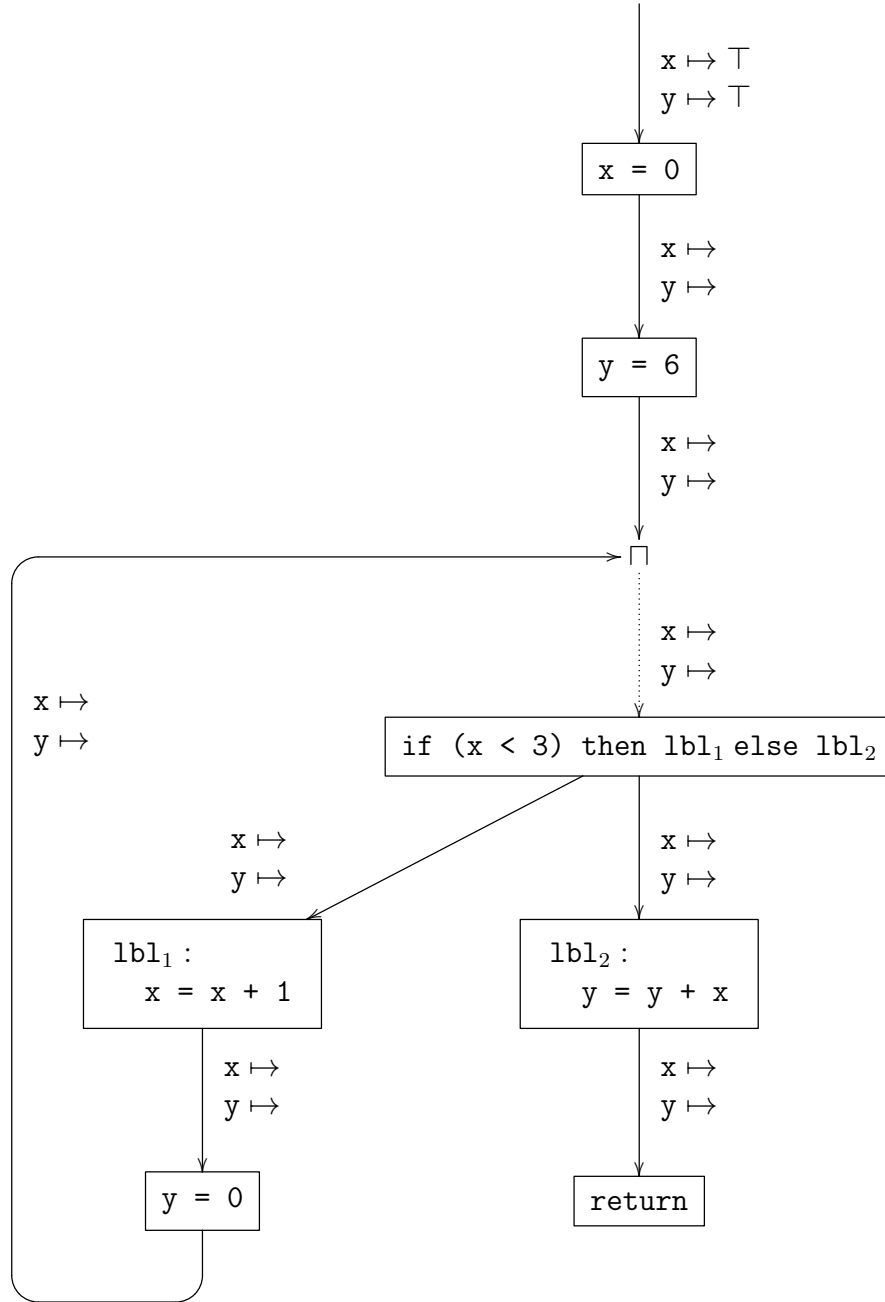 x ↦ ⊤
y ↦ ⊤
x = 0
x ↦
y ↦
y = 6
x ↦
y ↦
⊓
x ↦
y ↦
x ↦
y ↦
if (x < 3) then lbl₁ else lbl₂
x ↦
y ↦
x ↦
y ↦
lbl₁ :
x = x + 1
lbl₂ :
y = y + x
x ↦
y ↦
x ↦
y ↦
y = 0
return